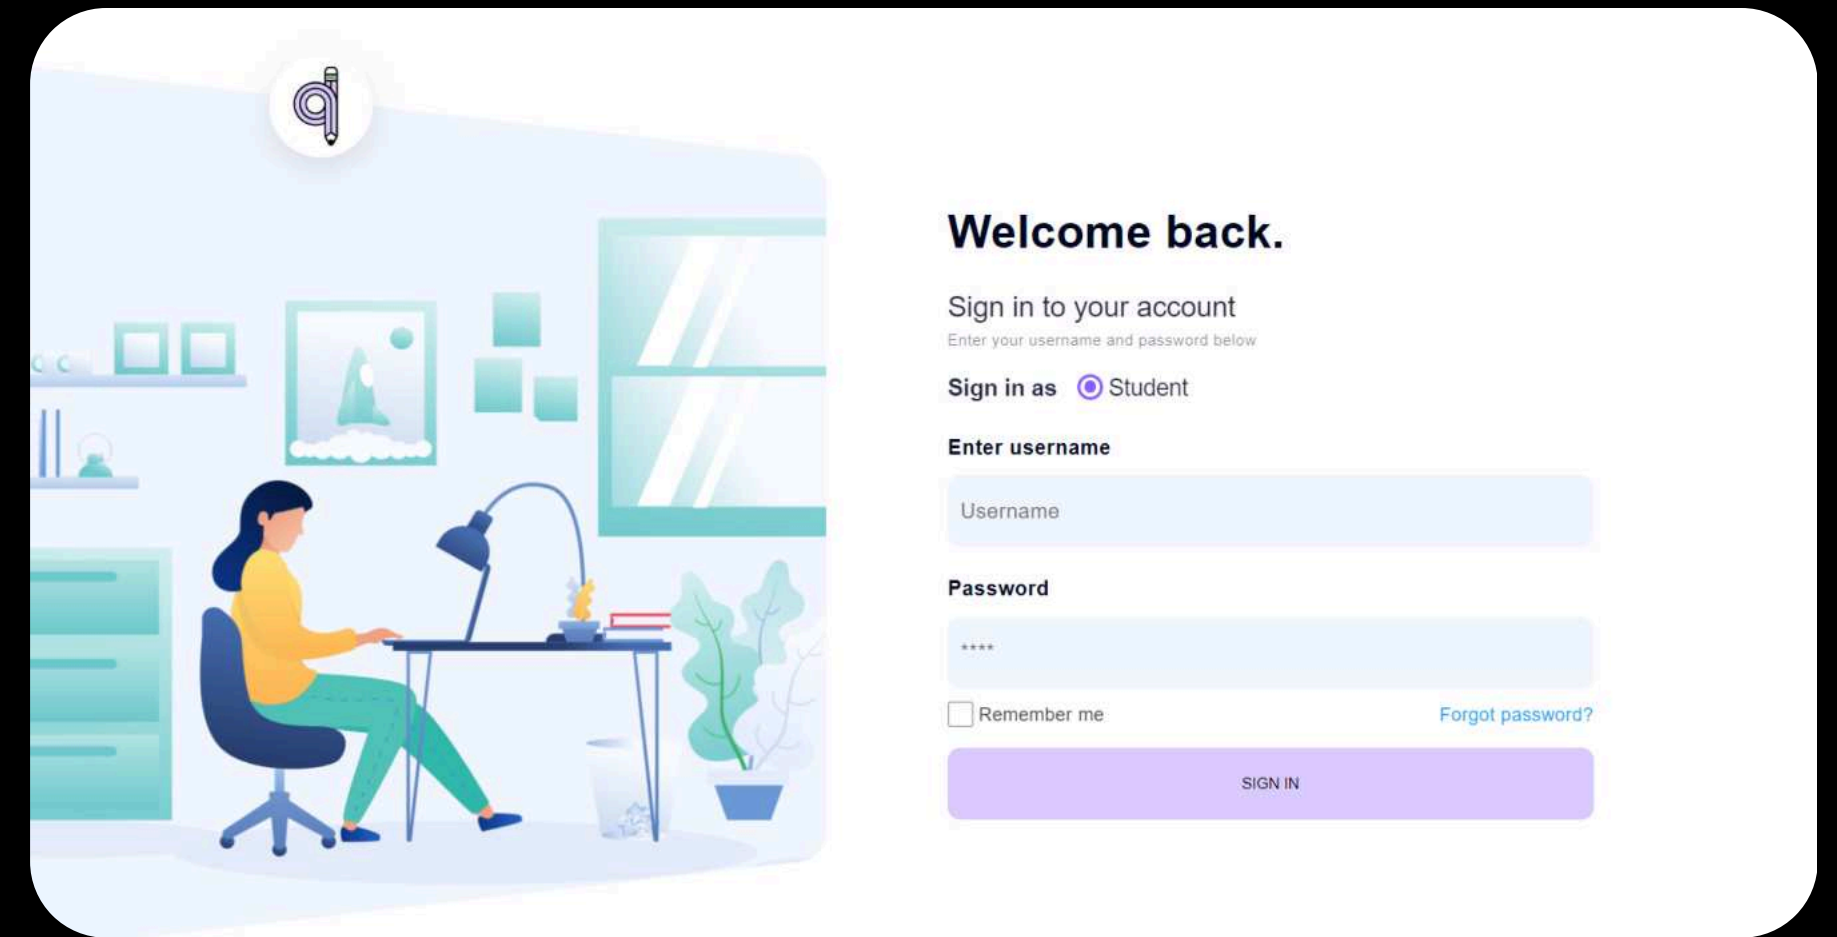 Welcome back.
Sign in to your account
Enter your username and password below
Sign in as Student
Enter username
Username
Password
****
Remember me Forgot password?
SIGN IN